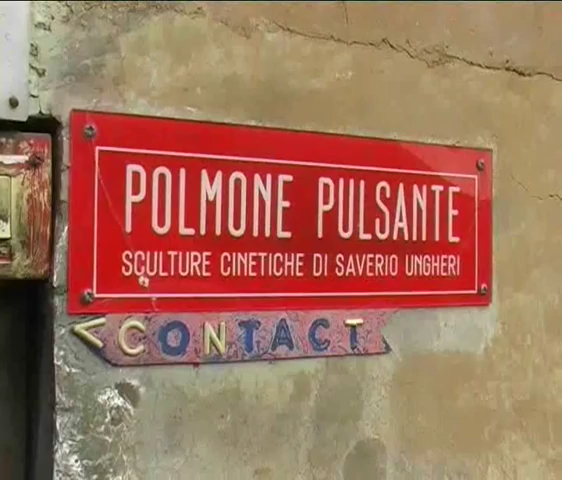 POLMONE PULSANTE
SCULTURE CINETICHE DI SAVERIO UNGHERI
< CONTACT